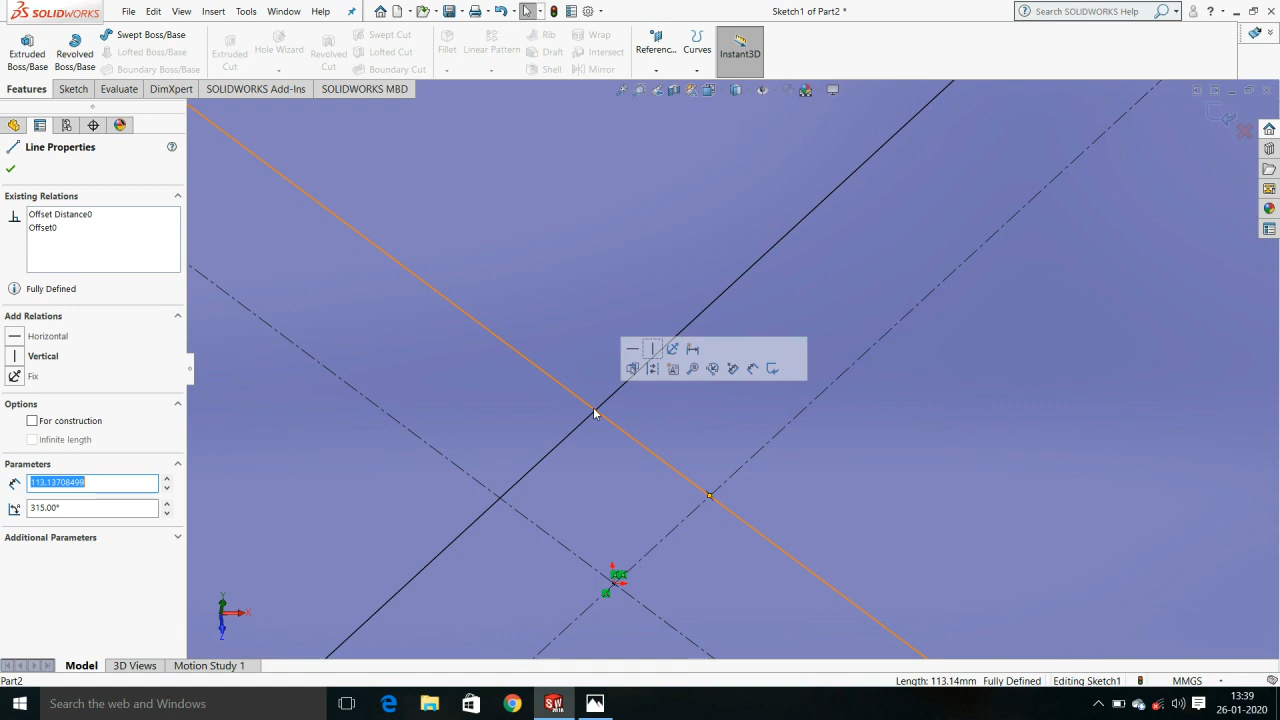 SOLIDWORKS File Edit View Insert Tools Window Help Sketch1 of Part2 * Search SOLIDWORKS Help ?
Extruded Boss/Base Revolved Boss/Base Swept Boss/Base Lofted Boss/Base Boundary Boss/Base Extruded Cut Hole Wizard Revolved Cut Swept Cut Lofted Cut Boundary Cut Fillet Linear Pattern Rib Draft Shell Wrap Intersect Mirror Referenc... Curves Instant3D
Features Sketch Evaluate DimXpert SOLIDWORKS Add-Ins SOLIDWORKS MBD
Line Properties
Existing Relations
Offset Distance0
Offset0
Fully Defined
Add Relations
Horizontal
Vertical
Fix
Options
For construction
Infinite length
Parameters
113.13708499
315.00°
Additional Parameters
Y
X
Z
Model 3D Views Motion Study 1
Part2 Length: 113.14mm Fully Defined Editing Sketch1 MMGS
Search the web and Windows
SW
2016
13:39
26-01-2020